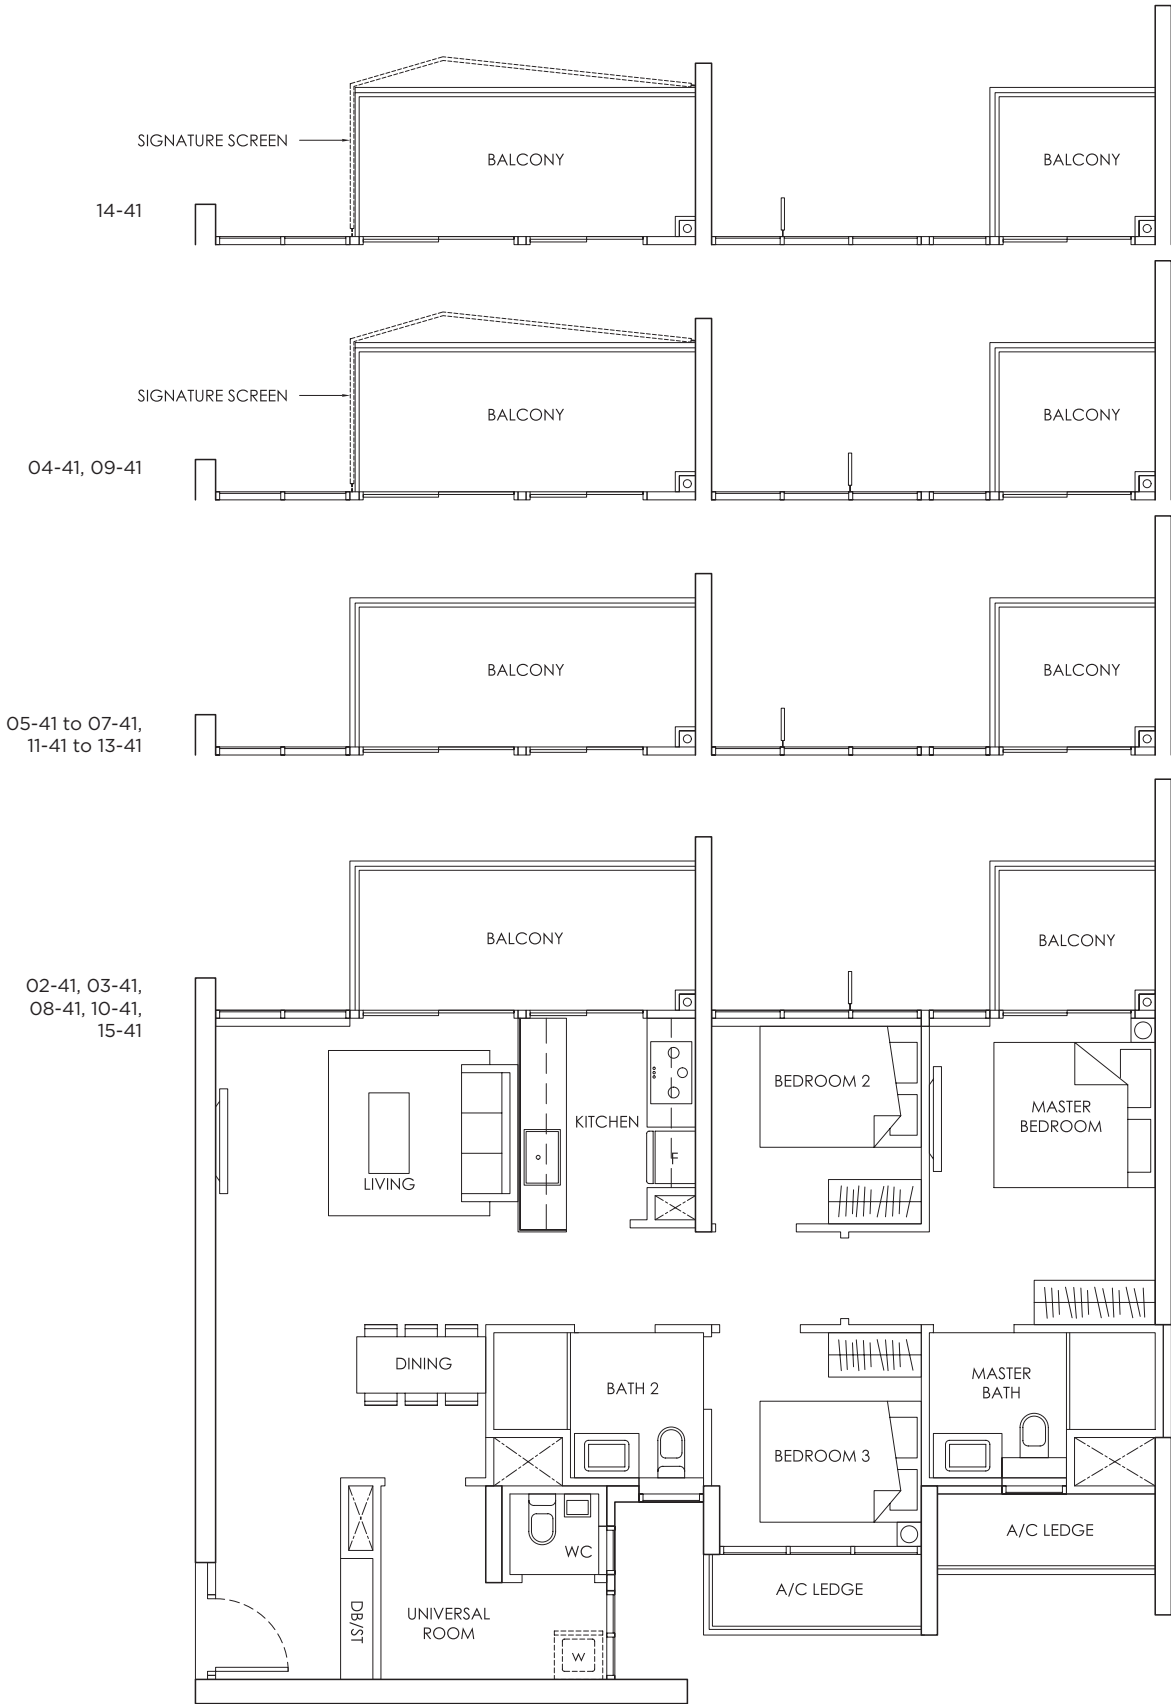 SIGNATURE SCREEN
BALCONY
BALCONY
14-41
SIGNATURE SCREEN
BALCONY
BALCONY
04-41, 09-41
BALCONY
BALCONY
05-41 to 07-41,
11-41 to 13-41
BALCONY
BALCONY
02-41, 03-41,
08-41, 10-41,
15-41
BEDROOM 2
MASTER
BEDROOM
KITCHEN
F
LIVING
DINING
BATH 2
MASTER
BATH
BEDROOM 3
A/C LEDGE
WC
A/C LEDGE
DB/ST
UNIVERSAL
ROOM
W